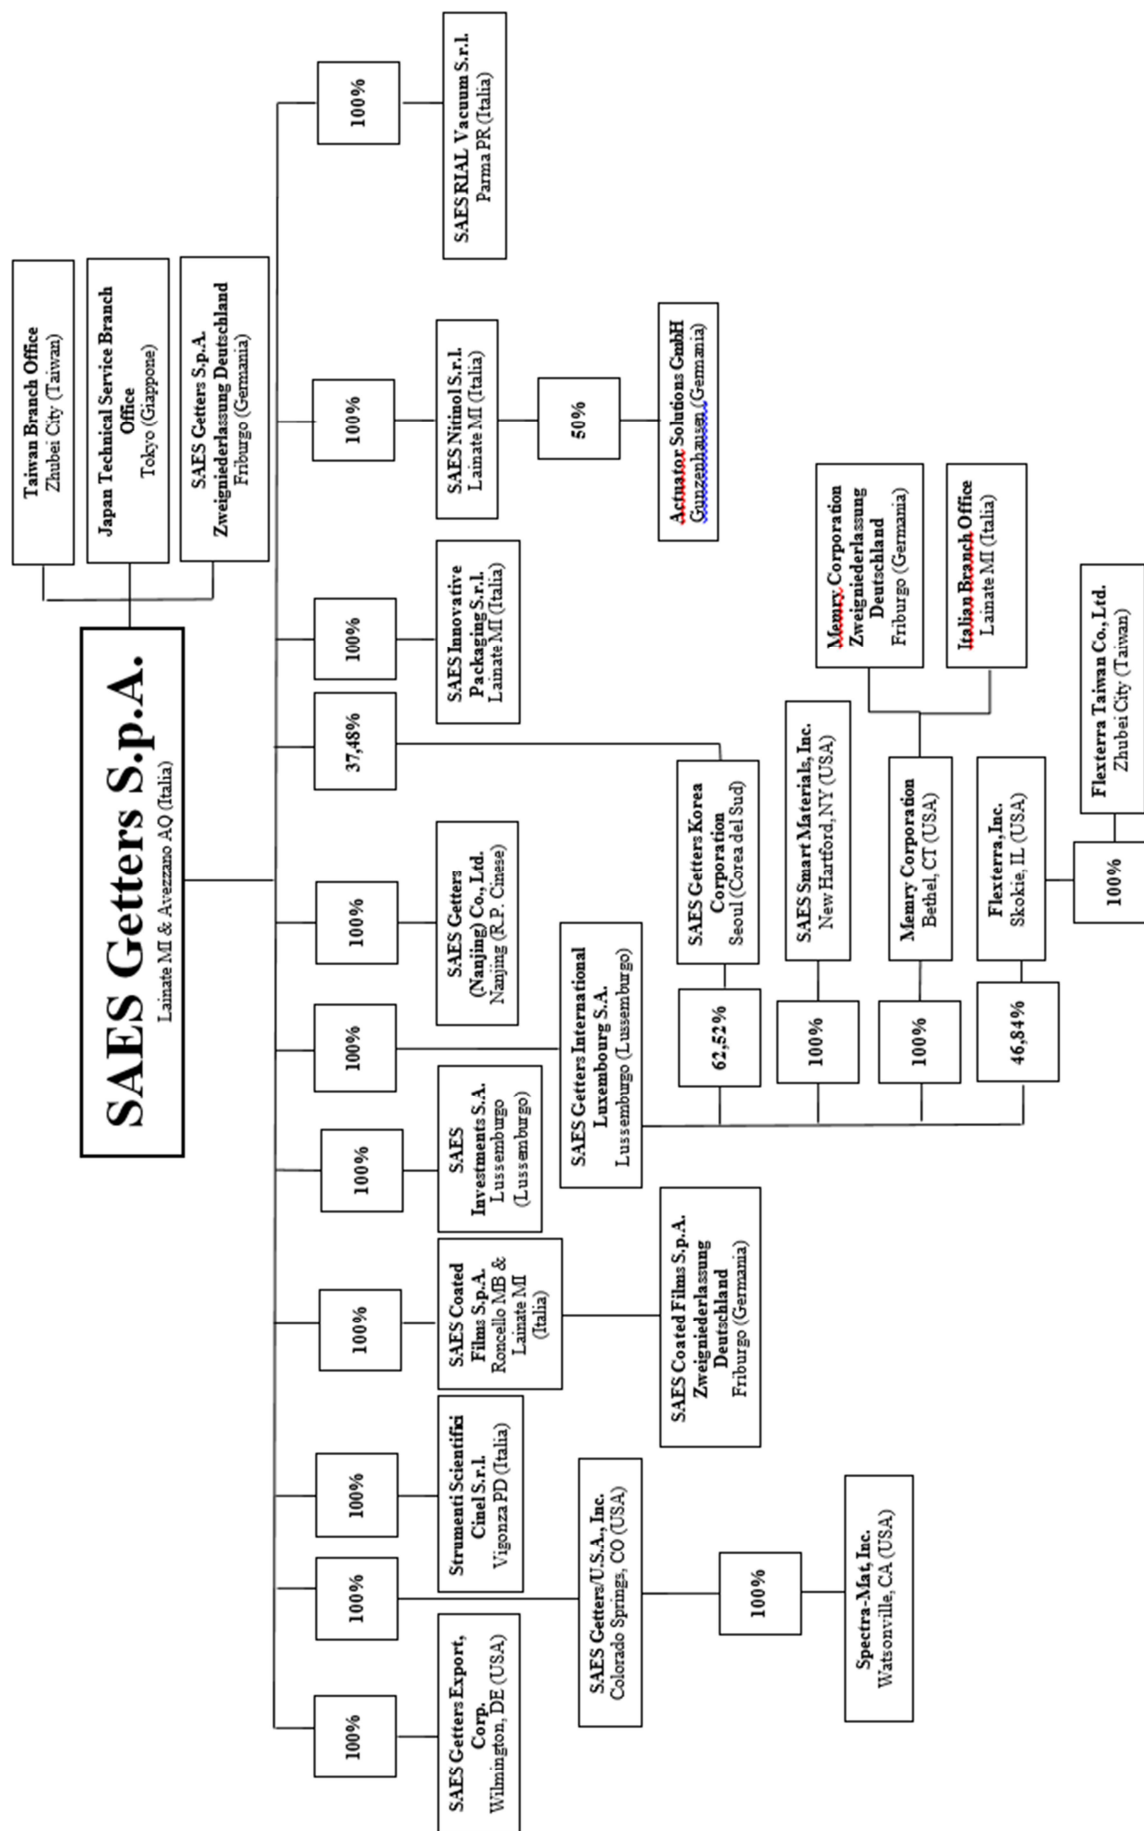 SAES Getters S.p.A.
Lainate MI & Avezzano AQ (Italia)
Taiwan Branch Office
Zhubei City (Taiwan)
Japan Technical Service Branch
Office
Tokyo (Giappone)
SAES Getters S.p.A.
Zweigniederlassung Deutschland
Friburgo (Germania)
100%
100%
100%
100%
100%
100%
100%
37,48%
100%
100%
100%
SAES Getters Export,
Corp.
Wilmington, DE (USA)
Strumenti Scientifici
Cinel S.r.l.
Vigonza PD (Italia)
SAES Coated
Films S.p.A.
Roncello MB &
Lainate MI
(Italia)
SAES
Investments S.A.
Lussemburgo
(Lussemburgo)
SAES Getters
(Nanjing) Co., Ltd.
Nanjing (R.P. Cinese)
SAES Innovative
Packaging S.r.l.
Lainate MI (Italia)
SAES Nitinol S.r.l.
Lainate MI (Italia)
SAES RIAL Vacuum S.r.l.
Parma PR (Italia)
SAES Getters/U.S.A., Inc.
Colorado Springs, CO (USA)
SAES Getters International
Luxembourg S.A.
Lussemburgo (Lussemburgo)
50%
SAES Coated Films S.p.A.
Zweigniederlassung
Deutschland
Friburgo (Germania)
Actuator Solutions GmbH
Gunzenhausen (Germania)
100%
62,52%
SAES Getters Korea
Corporation
Seoul (Corea del Sud)
100%
SAES Smart Materials, Inc.
New Hartford, NY (USA)
Spectra-Mat, Inc.
Watsonville, CA (USA)
100%
Memry Corporation
Bethel, CT (USA)
Memry Corporation
Zweigniederlassung
Deutschland
Friburgo (Germania)
Italian Branch Office
Lainate MI (Italia)
46,84%
Flexterra, Inc.
Skokie, IL (USA)
100%
Flexterra Taiwan Co., Ltd.
Zhubei City (Taiwan)